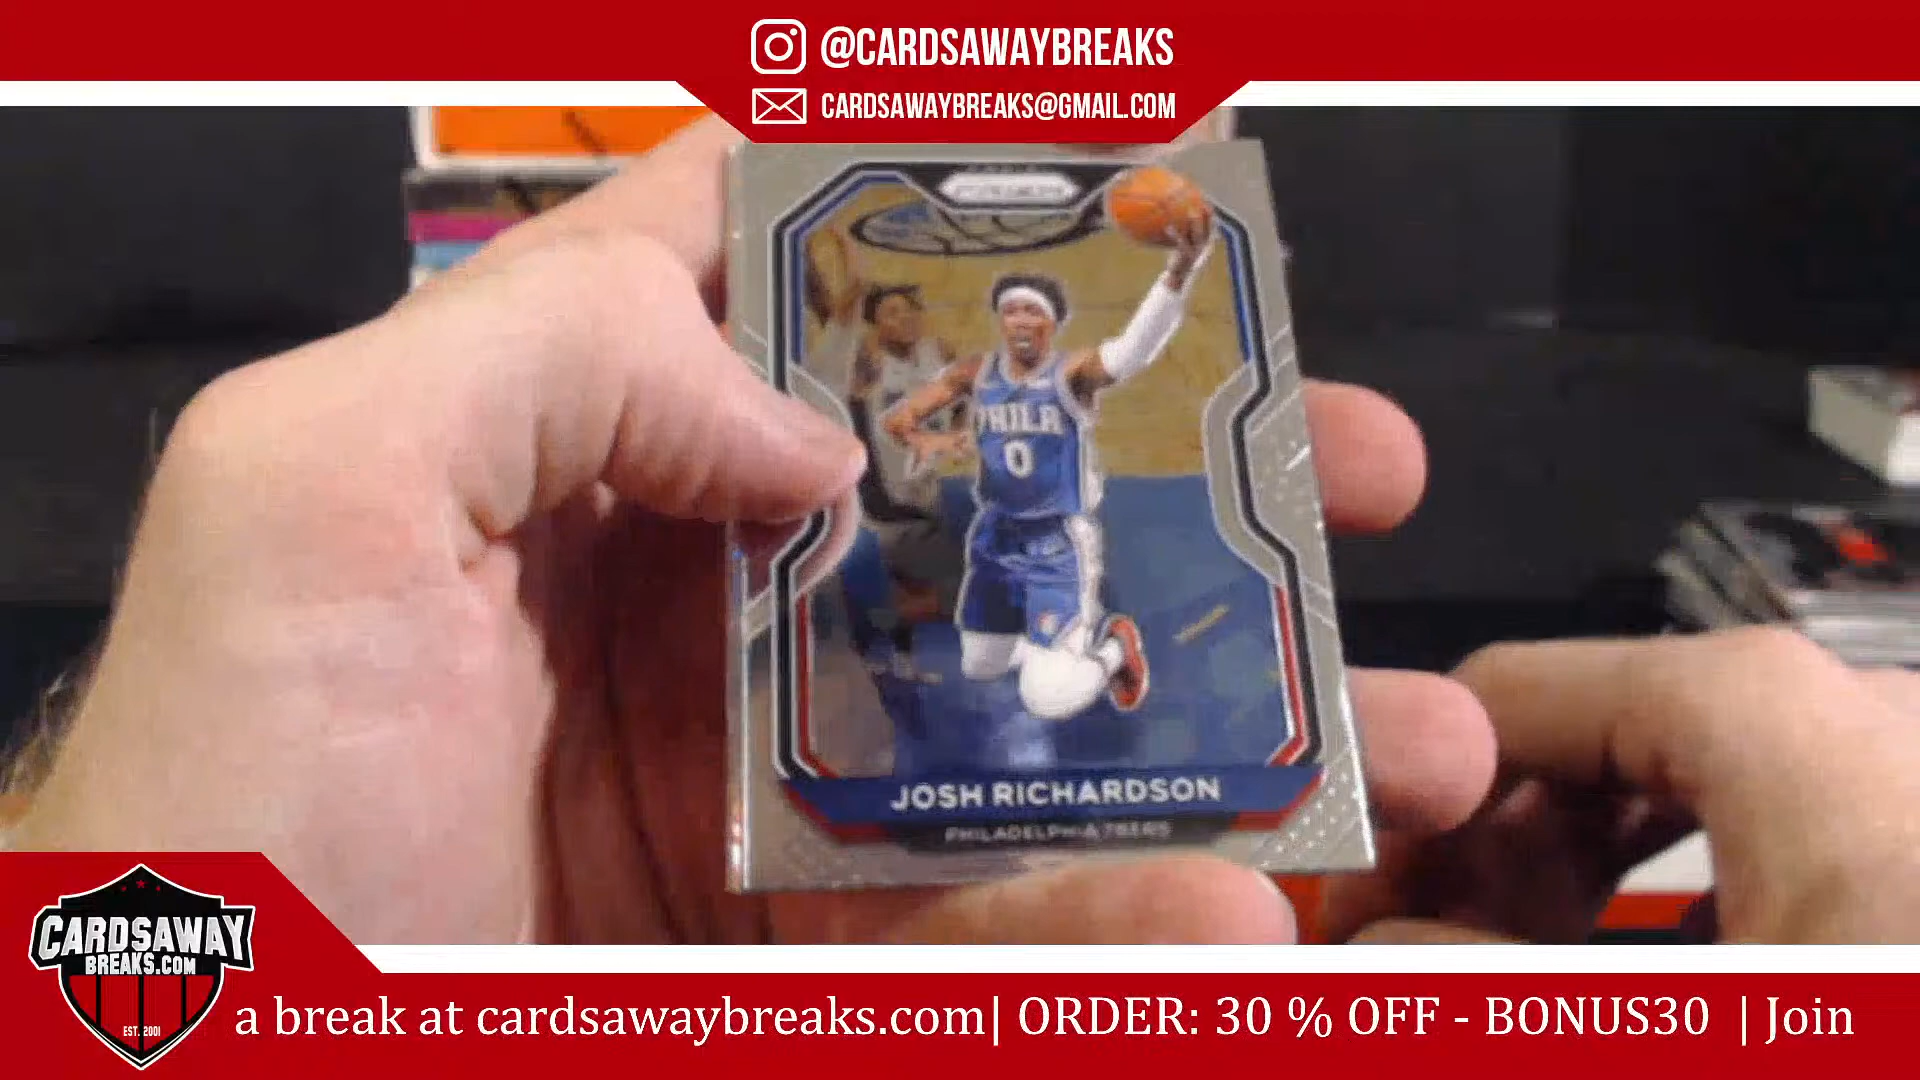 @CARDSAWAYBREAKS
CARDSAWAYBREAKS@GMAIL.COM
PRIZM
PHILA
0
JOSH RICHARDSON
PHILADELPHIA 76ERS
CARDSAWAY
BREAKS.COM
EST. 2001
a break at cardsawaybreaks.com| ORDER: 30 % OFF - BONUS30 | Join